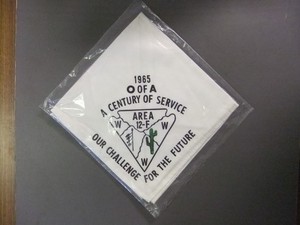 1965
O OF A
A CENTURY OF SERVICE
AREA
12-F
W W
W
OUR CHALLENGE FOR THE FUTURE